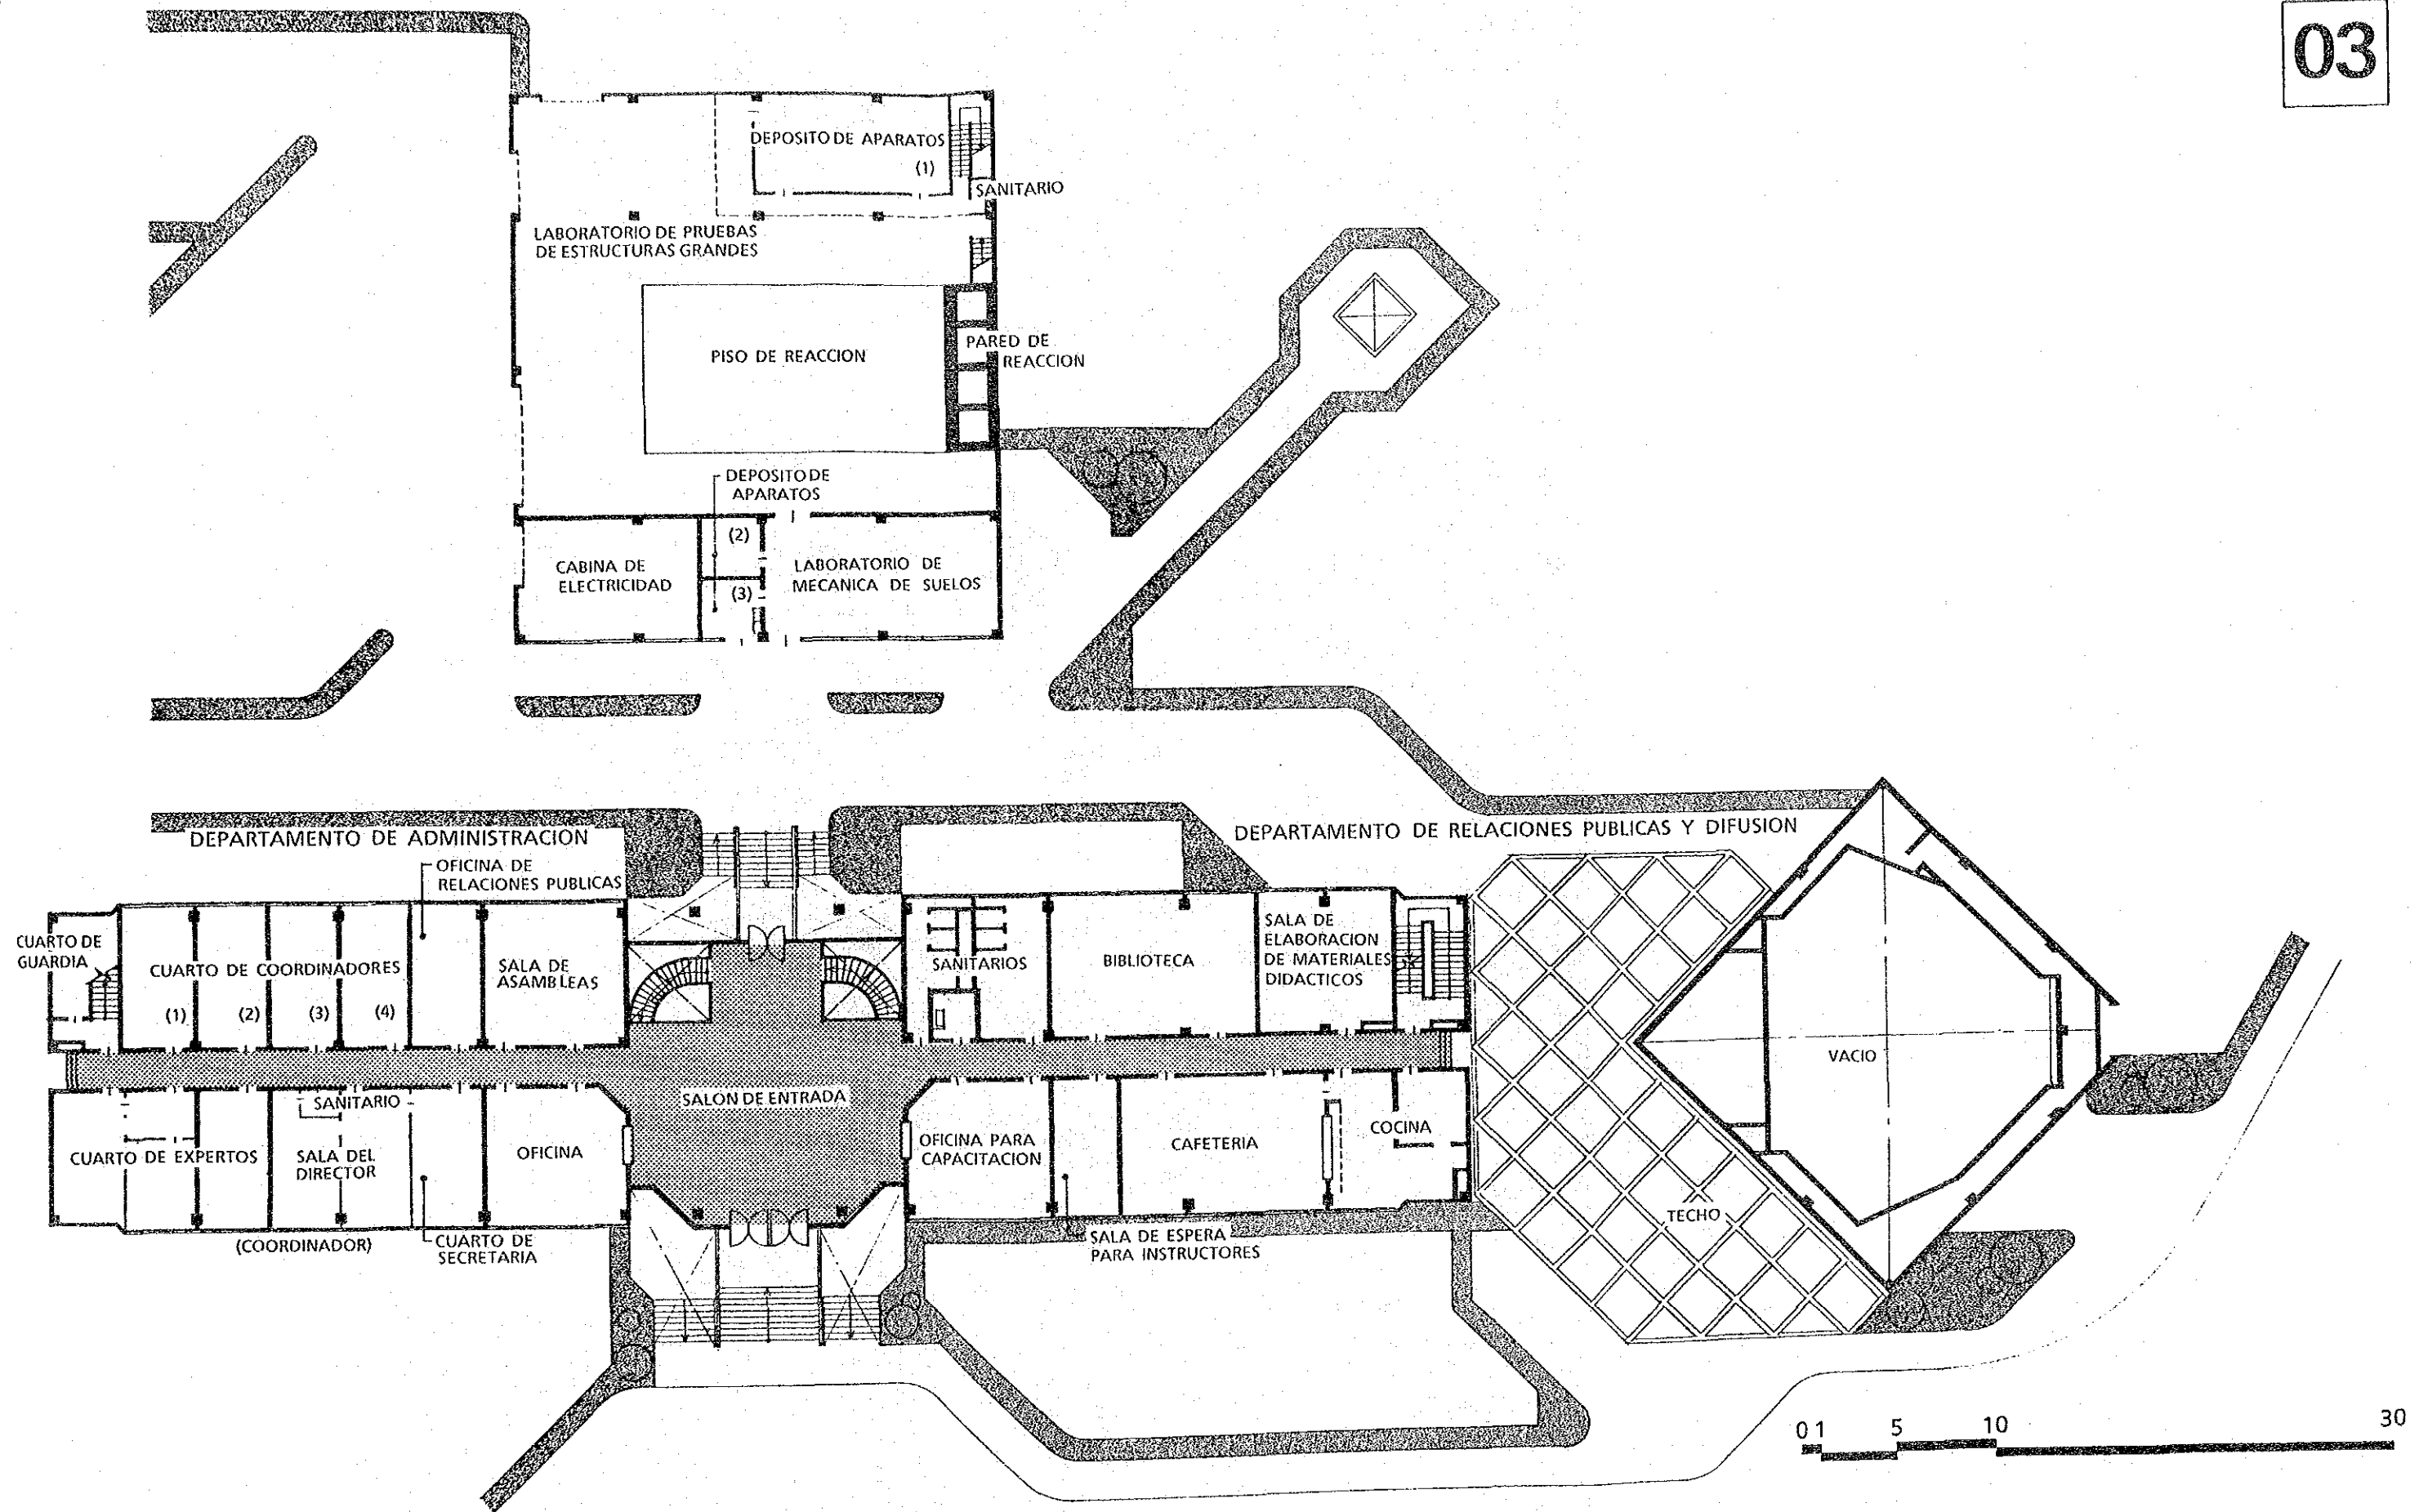 03
DEPOSITO DE APARATOS
(1)
SANITARIO
LABORATORIO DE PRUEBAS
DE ESTRUCTURAS GRANDES
PISO DE REACCION
PARED DE
REACCION
DEPOSITO DE
APARATOS
(2)
(3)
CABINA DE
ELECTRICIDAD
LABORATORIO DE
MECANICA DE SUELOS
DEPARTAMENTO DE ADMINISTRACION
DEPARTAMENTO DE RELACIONES PUBLICAS Y DIFUSION
OFICINA DE
RELACIONES PUBLICAS
CUARTO DE
GUARDIA
CUARTO DE COORDINADORES
(1)
(2)
(3)
(4)
SALA DE
ASAMBLEAS
SANITARIOS
BIBLIOTECA
SALA DE
ELABORACION
DE MATERIALES
DIDACTICOS
VACIO
SALON DE ENTRADA
SANITARIO
CUARTO DE EXPERTOS
SALA DEL
DIRECTOR
OFICINA
OFICINA PARA
CAPACITACION
CAFETERIA
COCINA
TECHO
(COORDINADOR)
CUARTO DE
SECRETARIA
SALA DE ESPERA
PARA INSTRUCTORES
0 1 5 10 30